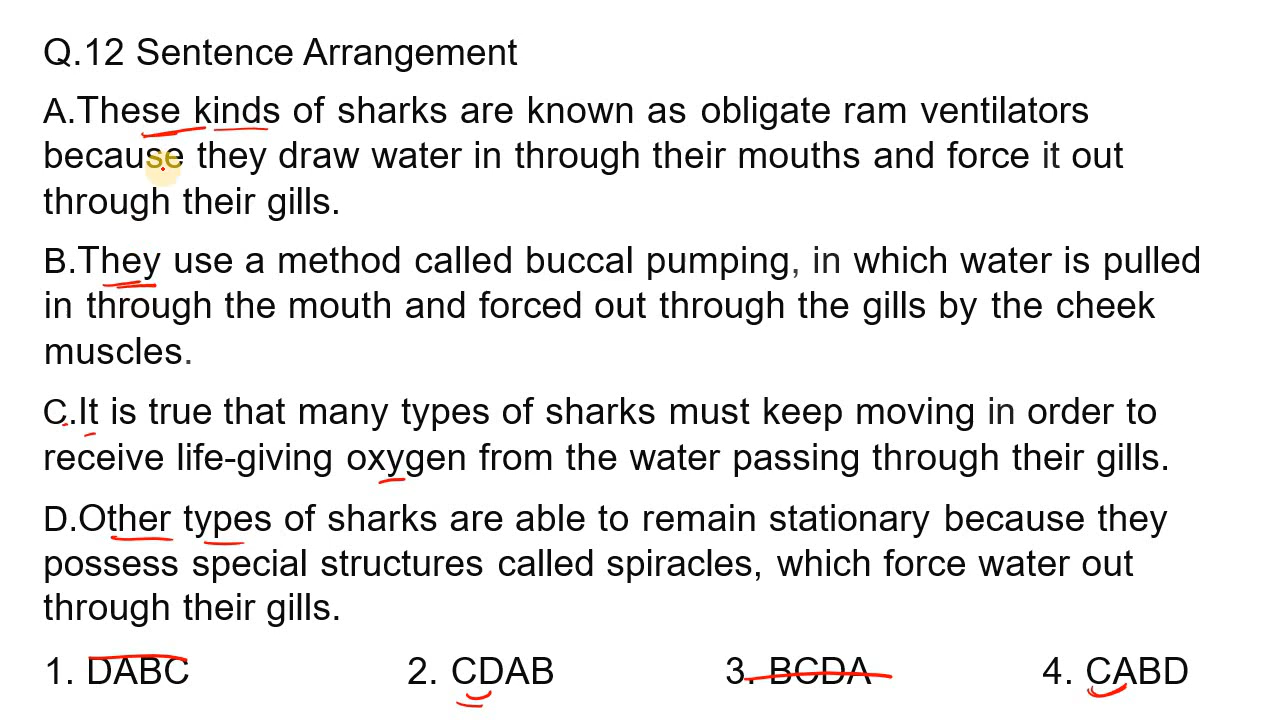 Q.12 Sentence Arrangement
A.These kinds of sharks are known as obligate ram ventilators
because they draw water in through their mouths and force it out
through their gills.
B.They use a method called buccal pumping, in which water is pulled
in through the mouth and forced out through the gills by the cheek
muscles.
C.It is true that many types of sharks must keep moving in order to
receive life-giving oxygen from the water passing through their gills.
D.Other types of sharks are able to remain stationary because they
possess special structures called spiracles, which force water out
through their gills.
1. DABC 2. CDAB 3. BCDA 4. CABD